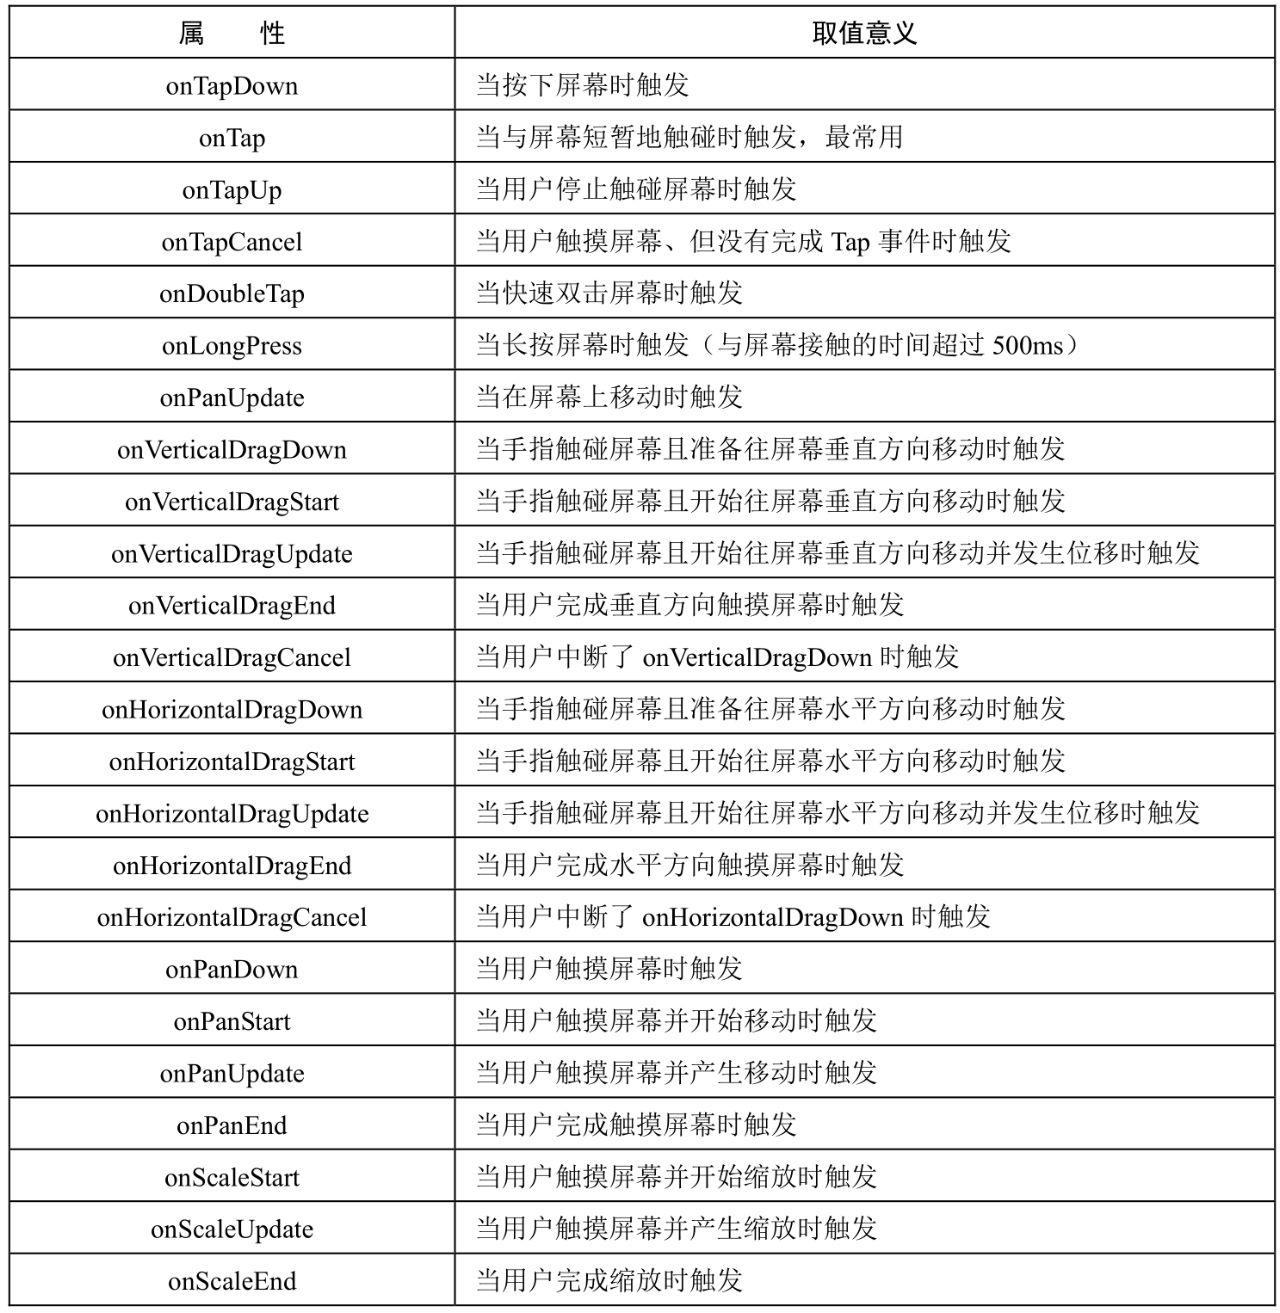 属 性 取值意义
onTapDown 当按下屏幕时触发
onTap 当与屏幕短暂地触碰时触发，最常用
onTapUp 当用户停止触碰屏幕时触发
onTapCancel 当用户触摸屏幕、但没有完成 Tap 事件时触发
onDoubleTap 当快速双击屏幕时触发
onLongPress 当长按屏幕时触发（与屏幕接触的时间超过 500ms）
onPanUpdate 当在屏幕上移动时触发
onVerticalDragDown 当手指触碰屏幕且准备往屏幕垂直方向移动时触发
onVerticalDragStart 当手指触碰屏幕且开始往屏幕垂直方向移动时触发
onVerticalDragUpdate 当手指触碰屏幕且开始往屏幕垂直方向移动并发生位移时触发
onVerticalDragEnd 当用户完成垂直方向触摸屏幕时触发
onVerticalDragCancel 当用户中断了 onVerticalDragDown 时触发
onHorizontalDragDown 当手指触碰屏幕且准备往屏幕水平方向移动时触发
onHorizontalDragStart 当手指触碰屏幕且开始往屏幕水平方向移动时触发
onHorizontalDragUpdate 当手指触碰屏幕且开始往屏幕水平方向移动并发生位移时触发
onHorizontalDragEnd 当用户完成水平方向触摸屏幕时触发
onHorizontalDragCancel 当用户中断了 onHorizontalDragDown 时触发
onPanDown 当用户触摸屏幕时触发
onPanStart 当用户触摸屏幕并开始移动时触发
onPanUpdate 当用户触摸屏幕并产生移动时触发
onPanEnd 当用户完成触摸屏幕时触发
onScaleStart 当用户触摸屏幕并开始缩放时触发
onScaleUpdate 当用户触摸屏幕并产生缩放时触发
onScaleEnd 当用户完成缩放时触发